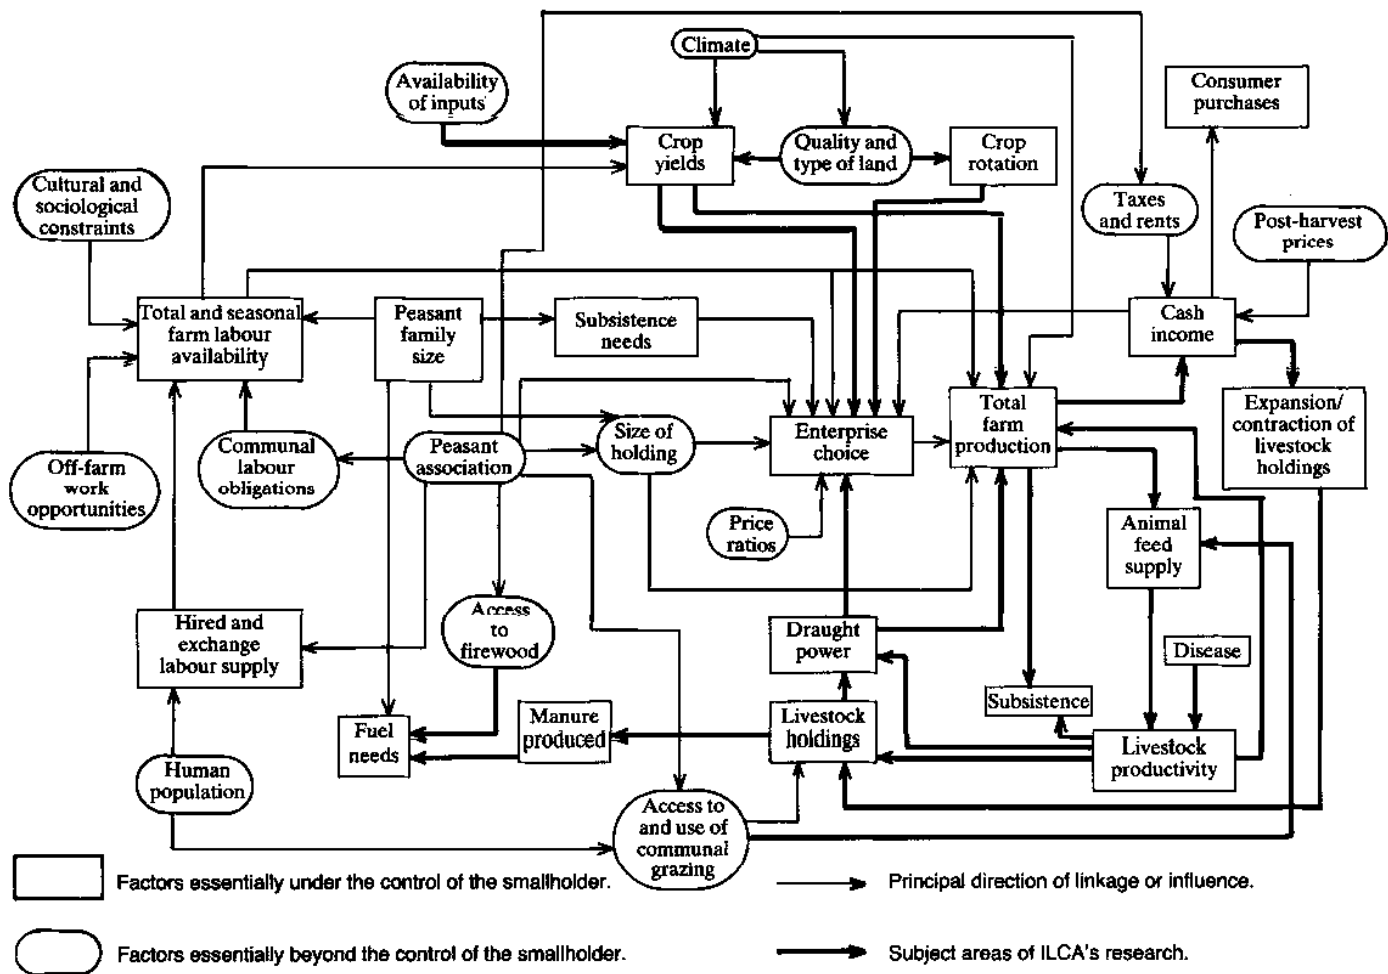 Climate
Availability
of inputs
Consumer
purchases
Crop
yields
Quality and
type of land
Crop
rotation
Cultural and
sociological
constraints
Taxes
and rents
Post-harvest
prices
Total and seasonal
farm labour
availability
Peasant
family
size
Subsistence
needs
Cash
income
Communal
labour
obligations
Peasant
association
Size of
holding
Enterprise
choice
Total
farm
production
Expansion/
contraction of
livestock
holdings
Off-farm
work
opportunities
Price
ratios
Animal
feed
supply
Hired and
exchange
labour supply
Access
to
firewood
Draught
power
Disease
Subsistence
Fuel
needs
Manure
produced
Livestock
holdings
Livestock
productivity
Human
population
Access to
and use of
communal
grazing
Factors essentially under the control of the smallholder.
Principal direction of linkage or influence.
Factors essentially beyond the control of the smallholder.
Subject areas of ILCA's research.